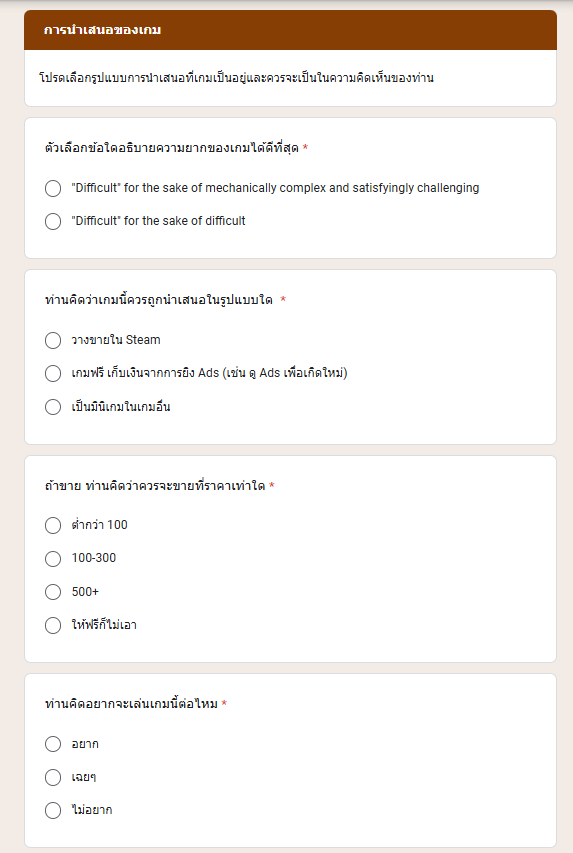 การนำเสนอของเกม
โปรดเลือกรูปแบบการนำเสนอที่เกมเป็นอยู่และควรจะเป็นในความคิดเห็นของท่าน
ตัวเลือกข้อใดอธิบายความยากของเกมได้ดีที่สุด *
"Difficult" for the sake of mechanically complex and satisfyingly challenging
"Difficult" for the sake of difficult
ท่านคิดว่าเกมนี้ควรถูกนำเสนอในรูปแบบใด *
วางขายใน Steam
เกมฟรี เก็บเงินจากการยิง Ads (เช่น ดู Ads เพื่อเกิดใหม่)
เป็นมินิเกมในเกมอื่น
ถ้าขาย ท่านคิดว่าควรจะขายที่ราคาเท่าใด *
ต่ำกว่า 100
100-300
500+
ให้ฟรีก็ไม่เอา
ท่านคิดอยากจะเล่นเกมนี้ต่อไหม *
อยาก
เฉยๆ
ไม่อยาก